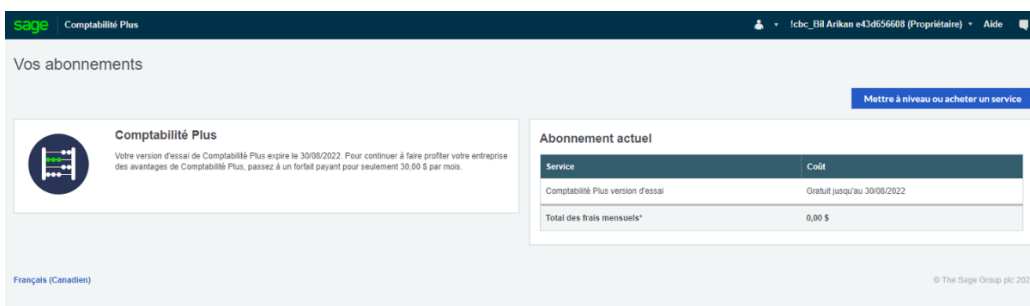 sage Comptabilité Plus !cbc_Bil Arikan e43d656608 (Propriétaire) Aide
Vos abonnements
Mettre à niveau ou acheter un service
Comptabilité Plus
Votre version d'essai de Comptabilité Plus expire le 30/08/2022. Pour continuer à faire profiter votre entreprise
des avantages de Comptabilité Plus, passez à un forfait payant pour seulement 30,00 $ par mois.
Abonnement actuel
Service Coût
Comptabilité Plus version d'essai Gratuit jusqu'au 30/08/2022
Total des frais mensuels* 0,00 $
Français (Canadien) © The Sage Group plc 202